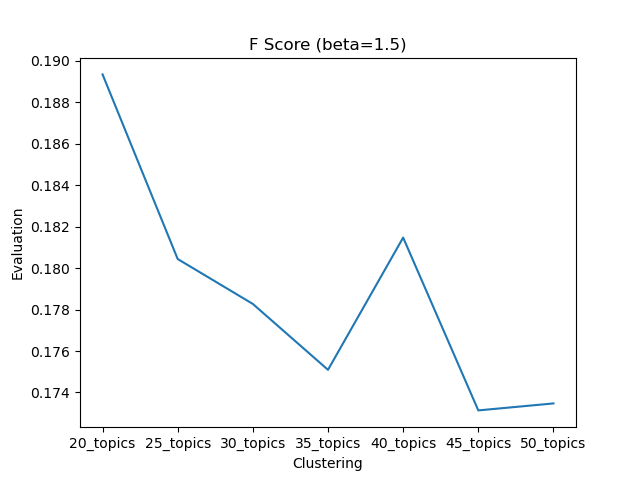 F Score (beta=1.5)
0.190
0.188
0.186
0.184
0.182
0.180
0.178
0.176
0.174
Evaluation
20_topics 25_topics 30_topics 35_topics 40_topics 45_topics 50_topics
Clustering